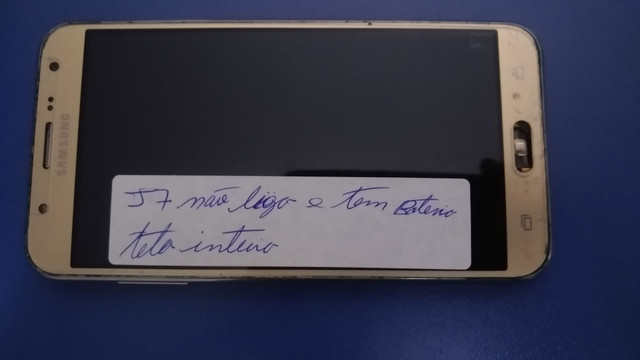 SAMSUNG
J7 não liga e tem Bateria
tela inteira